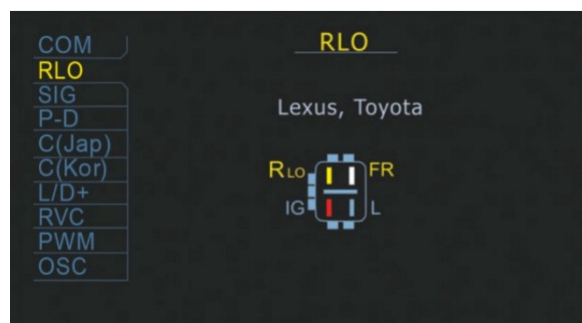 COM
RLO
SIG
P-D
C(Jap)
C(Kor)
L/D+
RVC
PWM
OSC
RLO
Lexus, Toyota
RLO FR
IG L